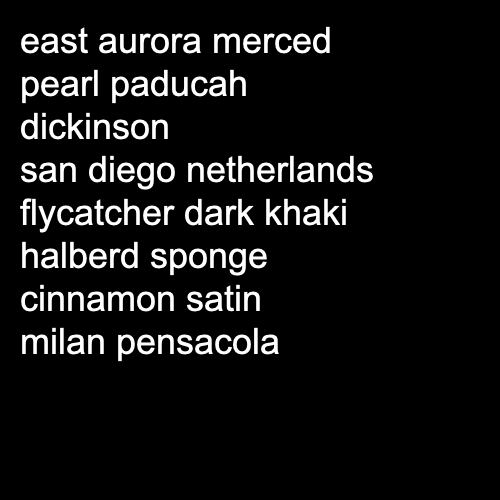 east aurora merced
pearl paducah
dickinson
san diego netherlands
flycatcher dark khaki
halberd sponge
cinnamon satin
milan pensacola